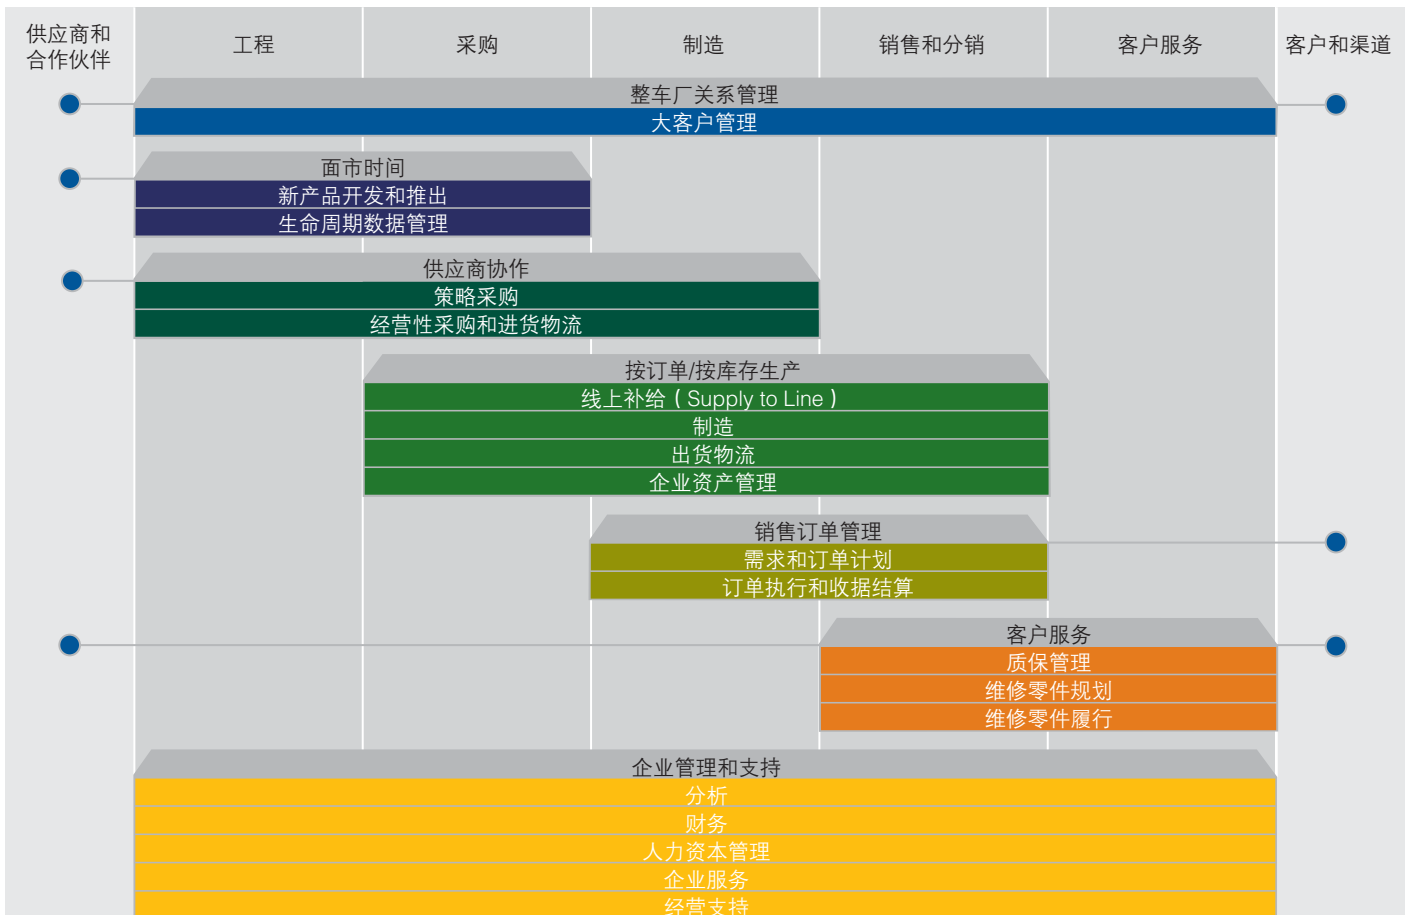 供应商和
合作伙伴
工程
采购
制造
销售和分销
客户服务
客户和渠道
整车厂关系管理
大客户管理
面市时间
新产品开发和推出
生命周期数据管理
供应商协作
策略采购
经营性采购和进货物流
按订单/按库存生产
线上补给（Supply to Line）
制造
出货物流
企业资产管理
销售订单管理
需求和订单计划
订单执行和收据结算
客户服务
质保管理
维修零件规划
维修零件履行
企业管理和支持
分析
财务
人力资本管理
企业服务
经营支持